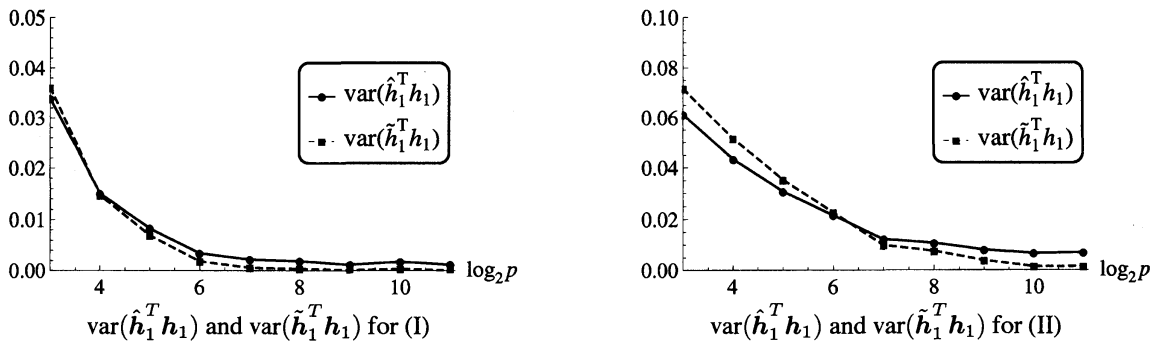 0.05
0.04
0.03
0.02
0.01
0.00
4 6 8 10
log₂p
var(ĥ₁ᵀh₁)
var(h̃₁ᵀh₁)
var(ĥ₁ᵀh₁) and var(h̃₁ᵀh₁) for (I)
0.10
0.08
0.06
0.04
0.02
0.00
4 6 8 10
log₂p
var(ĥ₁ᵀh₁)
var(h̃₁ᵀh₁)
var(ĥ₁ᵀh₁) and var(h̃₁ᵀh₁) for (II)